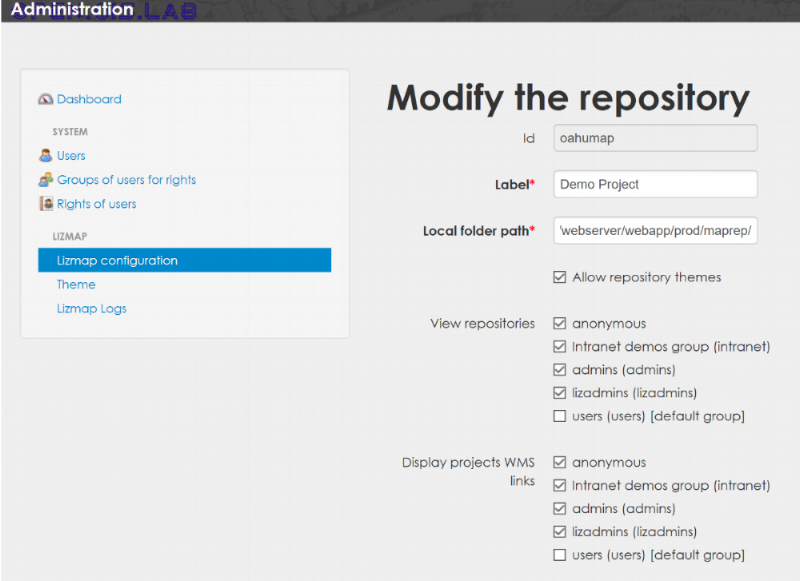 Administration
Dashboard
SYSTEM
Users
Groups of users for rights
Rights of users
LIZMAP
Lizmap configuration
Theme
Lizmap Logs
Modify the repository
Id
oahumap
Label*
Demo Project
Local folder path*
webserver/webapp/prod/maprep/
Allow repository themes
View repositories
anonymous
Intranet demos group (intranet)
admins (admins)
lizadmins (lizadmins)
users (users) [default group]
Display projects WMS
links
anonymous
Intranet demos group (intranet)
admins (admins)
lizadmins (lizadmins)
users (users) [default group]